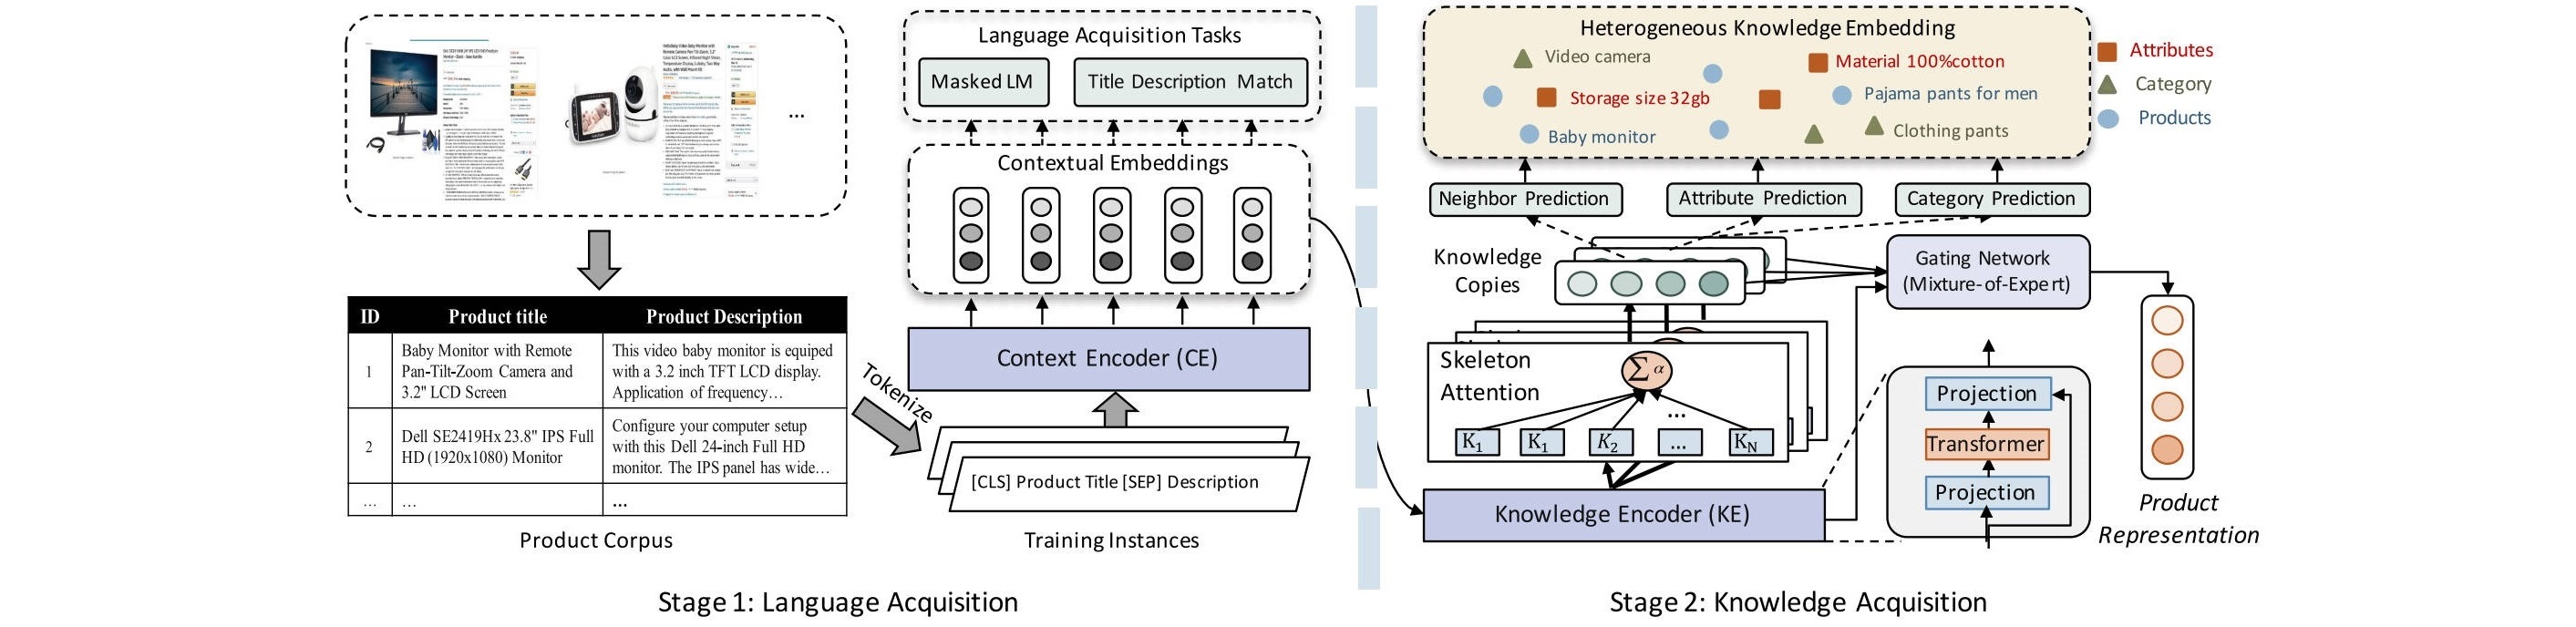 Language Acquisition Tasks
Masked LM
Title Description Match
Contextual Embeddings
...
ID Product title Product Description
1
Baby Monitor with Remote
Pan-Tilt-Zoom Camera and
3.2" LCD Screen
This video baby monitor is equiped
with a 3.2 inch TFT LCD display.
Application of frequency…
2
Dell SE2419Hx 23.8" IPS Full
HD (1920x1080) Monitor
Configure your computer setup
with this Dell 24-inch Full HD
monitor. The IPS panel has wide…
… … ...
Product Corpus
Tokenize
Context Encoder (CE)
[CLS] Product Title [SEP] Description
Training Instances
Stage 1: Language Acquisition
Heterogeneous Knowledge Embedding
Video camera
Material 100%cotton
Storage size 32gb
Pajama pants for men
Baby monitor
Clothing pants
Attributes
Category
Products
Neighbor Prediction
Attribute Prediction
Category Prediction
Knowledge
Copies
Gating Network
(Mixture-of-Expert)
Skeleton
Attention
Σ α
...
K1 K1 K2 ... KN
Knowledge Encoder (KE)
Projection
Transformer
Projection
Product
Representation
Stage 2: Knowledge Acquisition